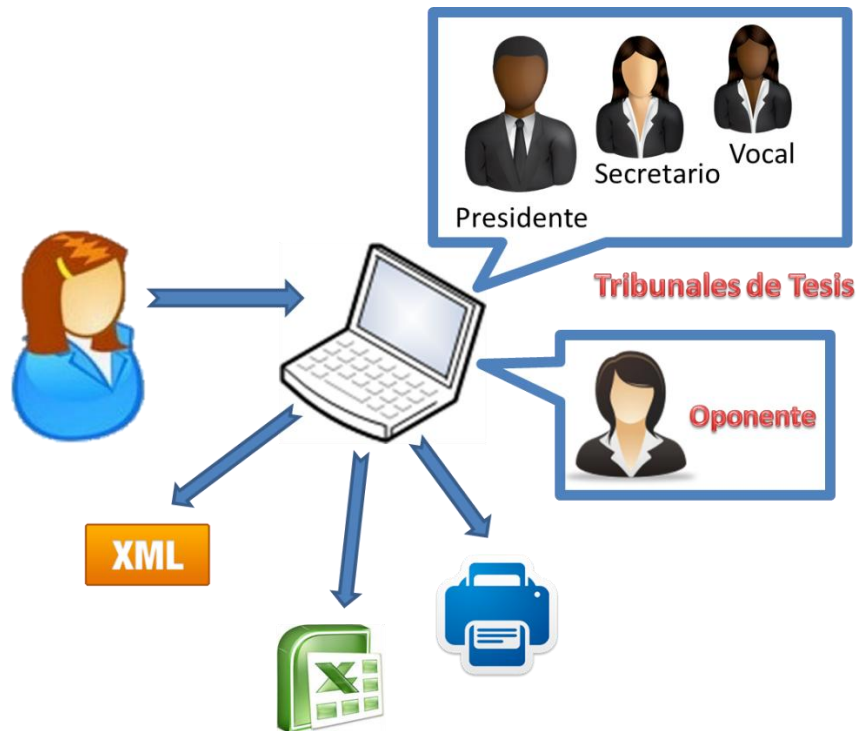 Vocal
Secretario
Presidente
Tribunales de Tesis
Oponente
XML
X